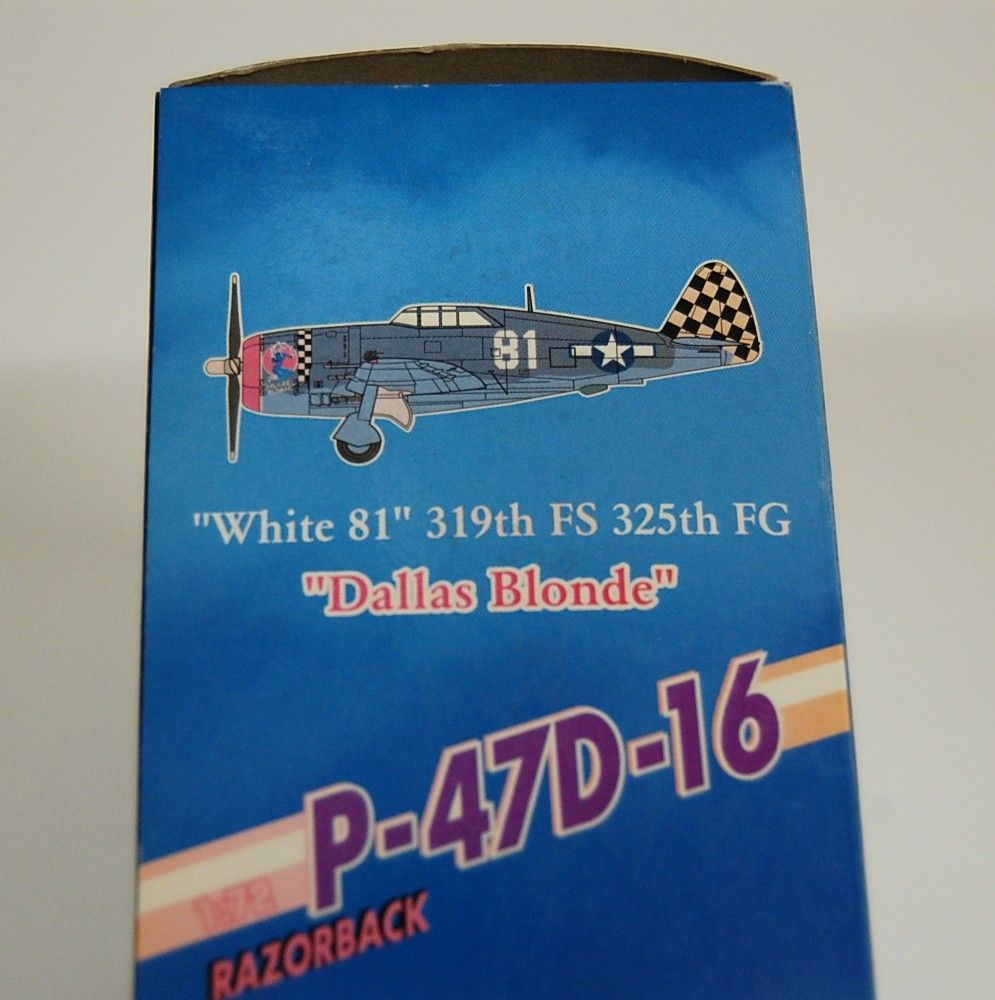 81
"White 81" 319th FS 325th FG
"Dallas Blonde"
P-47D-16
1:72
RAZORBACK